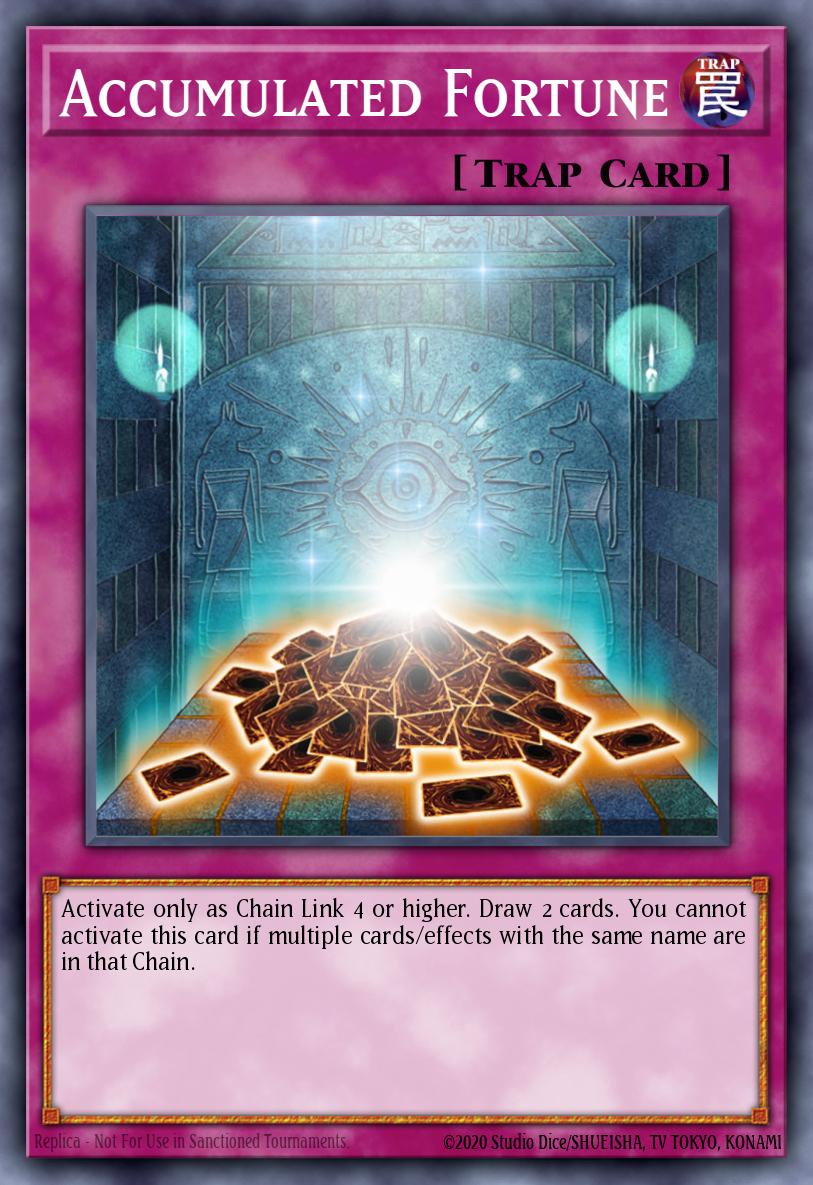 Accumulated Fortune
TRAP
罠
[Trap Card]
Activate only as Chain Link 4 or higher. Draw 2 cards. You cannot
activate this card if multiple cards/effects with the same name are
in that Chain.
Replica - Not For Use in Sanctioned Tournaments.
©2020 Studio Dice/SHUEISHA, TV TOKYO, KONAMI